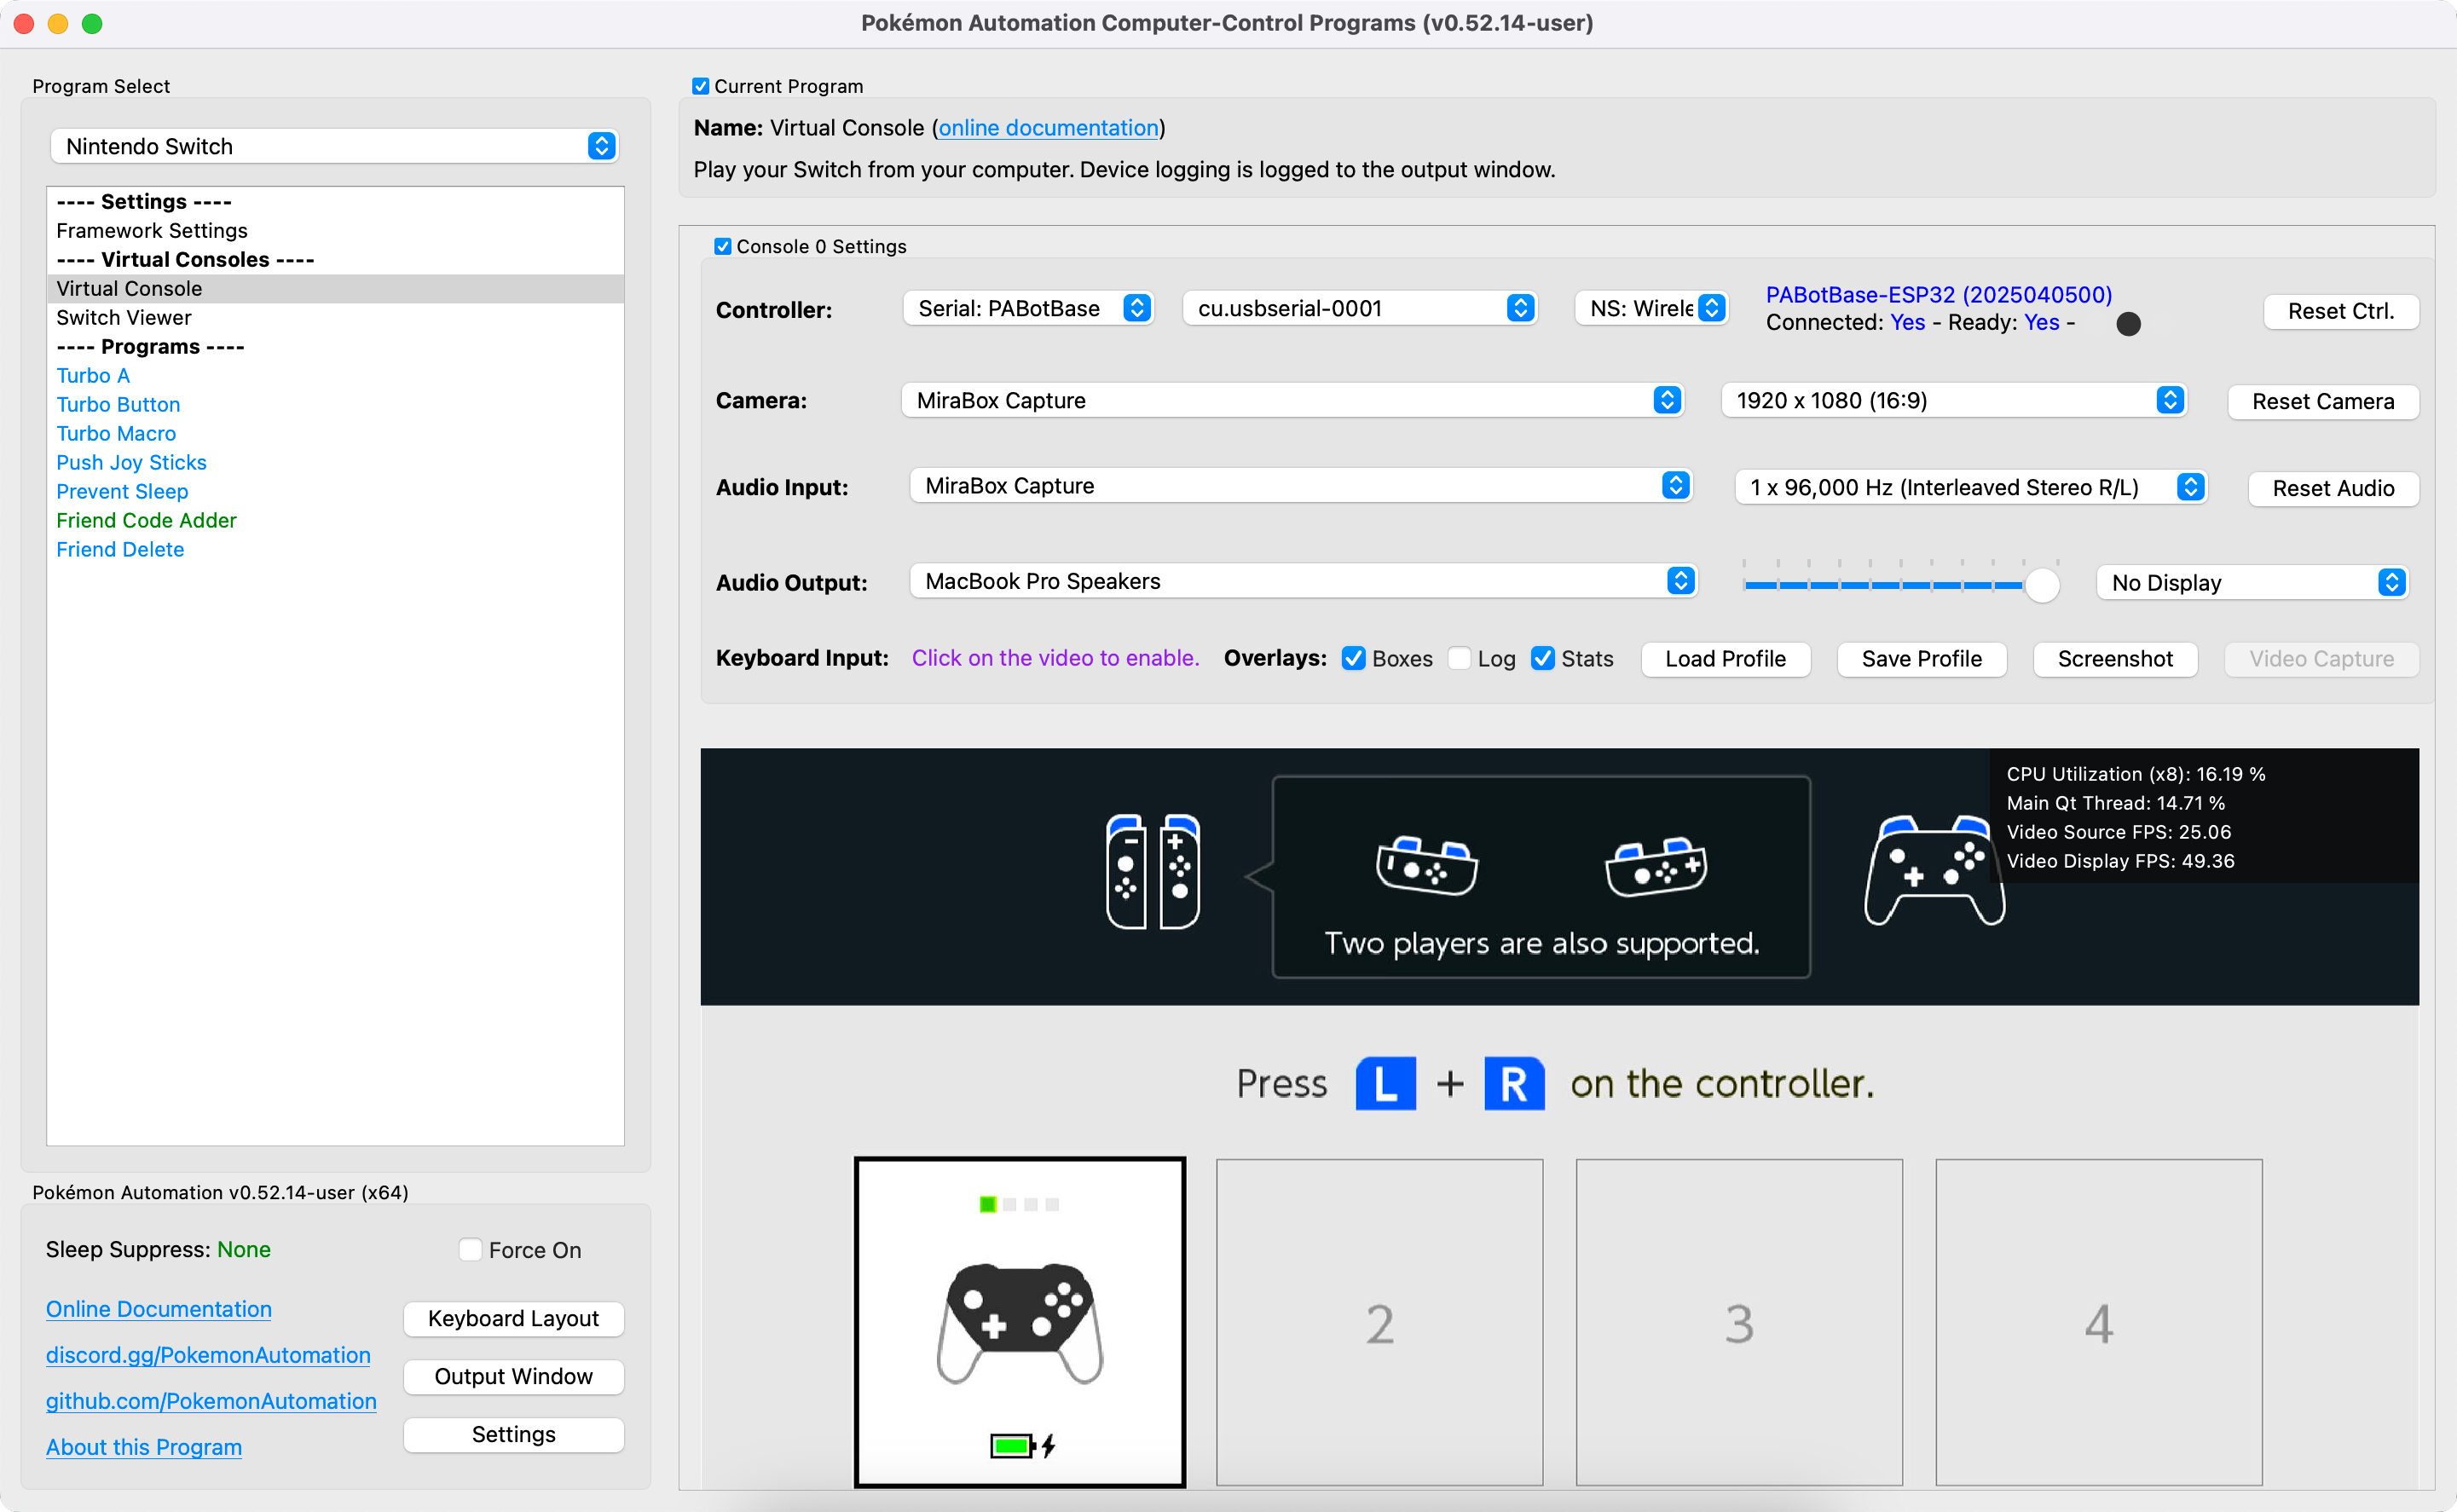 Pokémon Automation Computer-Control Programs (v0.52.14-user)
Program Select
Nintendo Switch
---- Settings ----
Framework Settings
---- Virtual Consoles ----
Virtual Console
Switch Viewer
---- Programs ----
Turbo A
Turbo Button
Turbo Macro
Push Joy Sticks
Prevent Sleep
Friend Code Adder
Friend Delete
Pokémon Automation v0.52.14-user (x64)
Sleep Suppress: None
Force On
Online Documentation
Keyboard Layout
discord.gg/PokemonAutomation
Output Window
github.com/PokemonAutomation
Settings
About this Program
Current Program
Name: Virtual Console (online documentation)
Play your Switch from your computer. Device logging is logged to the output window.
Console 0 Settings
Controller: Serial: PABotBase cu.usbserial-0001 NS: Wirele PABotBase-ESP32 (2025040500)
Connected: Yes - Ready: Yes -
Reset Ctrl.
Camera: MiraBox Capture 1920 x 1080 (16:9) Reset Camera
Audio Input: MiraBox Capture 1 x 96,000 Hz (Interleaved Stereo R/L) Reset Audio
Audio Output: MacBook Pro Speakers No Display
Keyboard Input: Click on the video to enable. Overlays: Boxes Log Stats Load Profile Save Profile Screenshot Video Capture
CPU Utilization (x8): 16.19 %
Main Qt Thread: 14.71 %
Video Source FPS: 25.06
Video Display FPS: 49.36
Two players are also supported.
Press L + R on the controller.
2 3 4